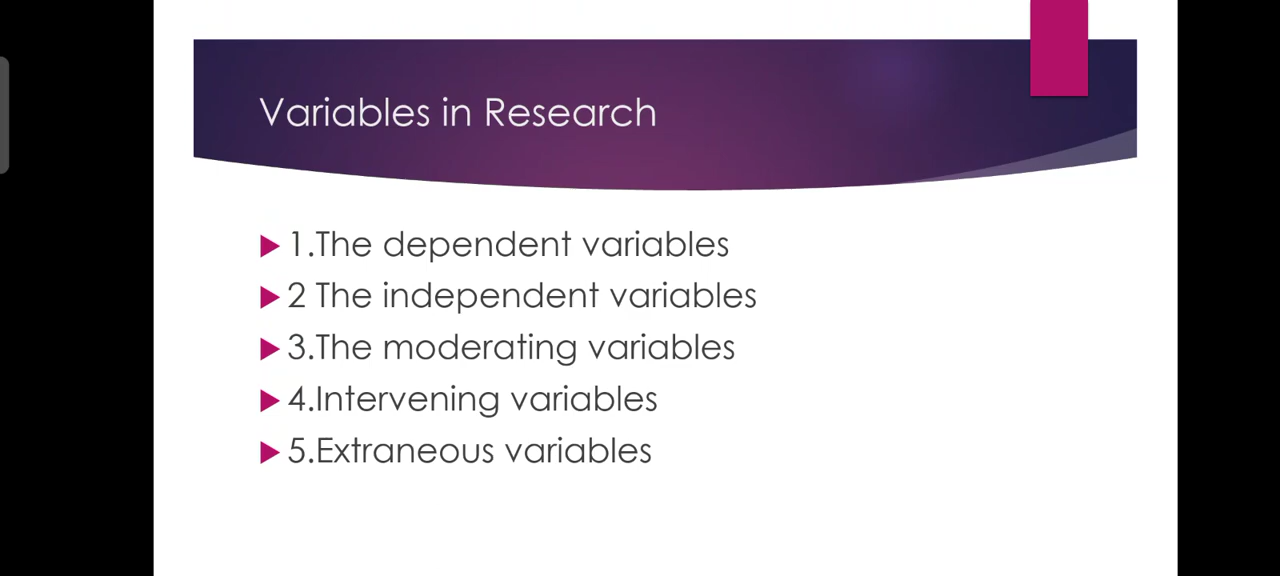 Variables in Research
1.The dependent variables
2 The independent variables
3.The moderating variables
4.Intervening variables
5.Extraneous variables